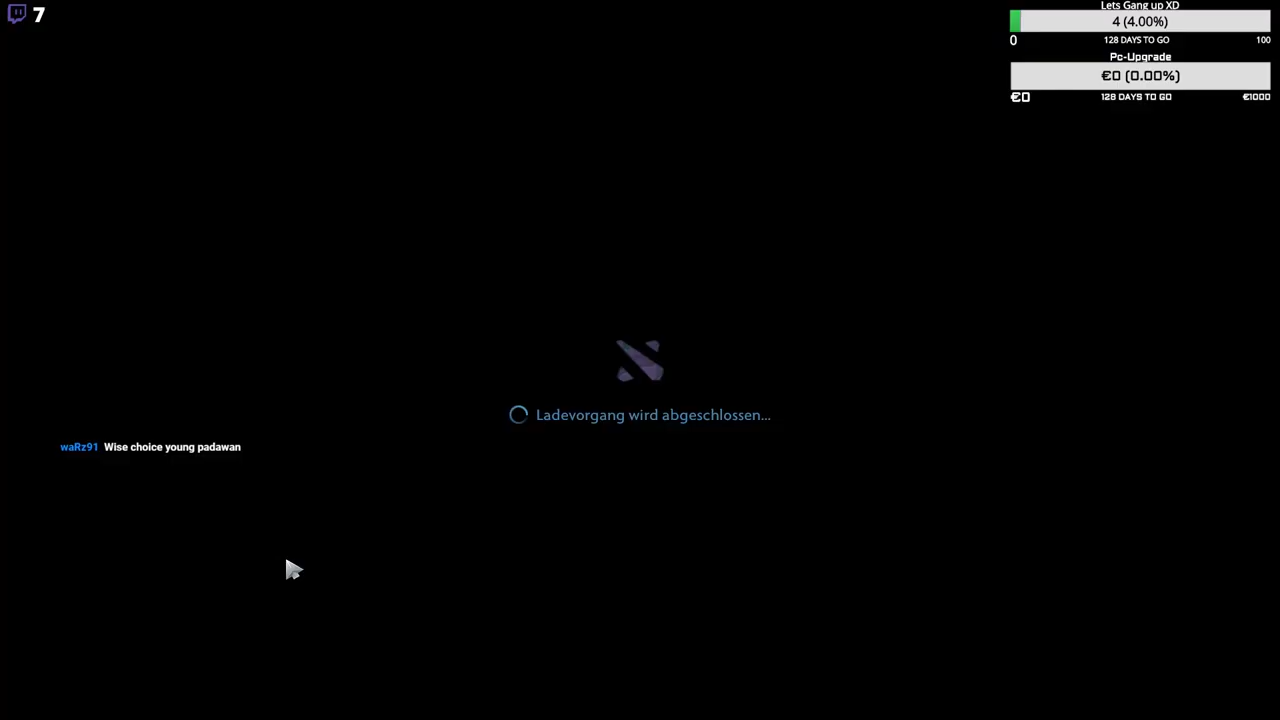 7
Lets Gang up XD
4 (4.00%)
0 128 DAYS TO GO 100
Pc-Upgrade
€0 (0.00%)
€0 128 DAYS TO GO €1000
Ladevorgang wird abgeschlossen...
waRz91 Wise choice young padawan